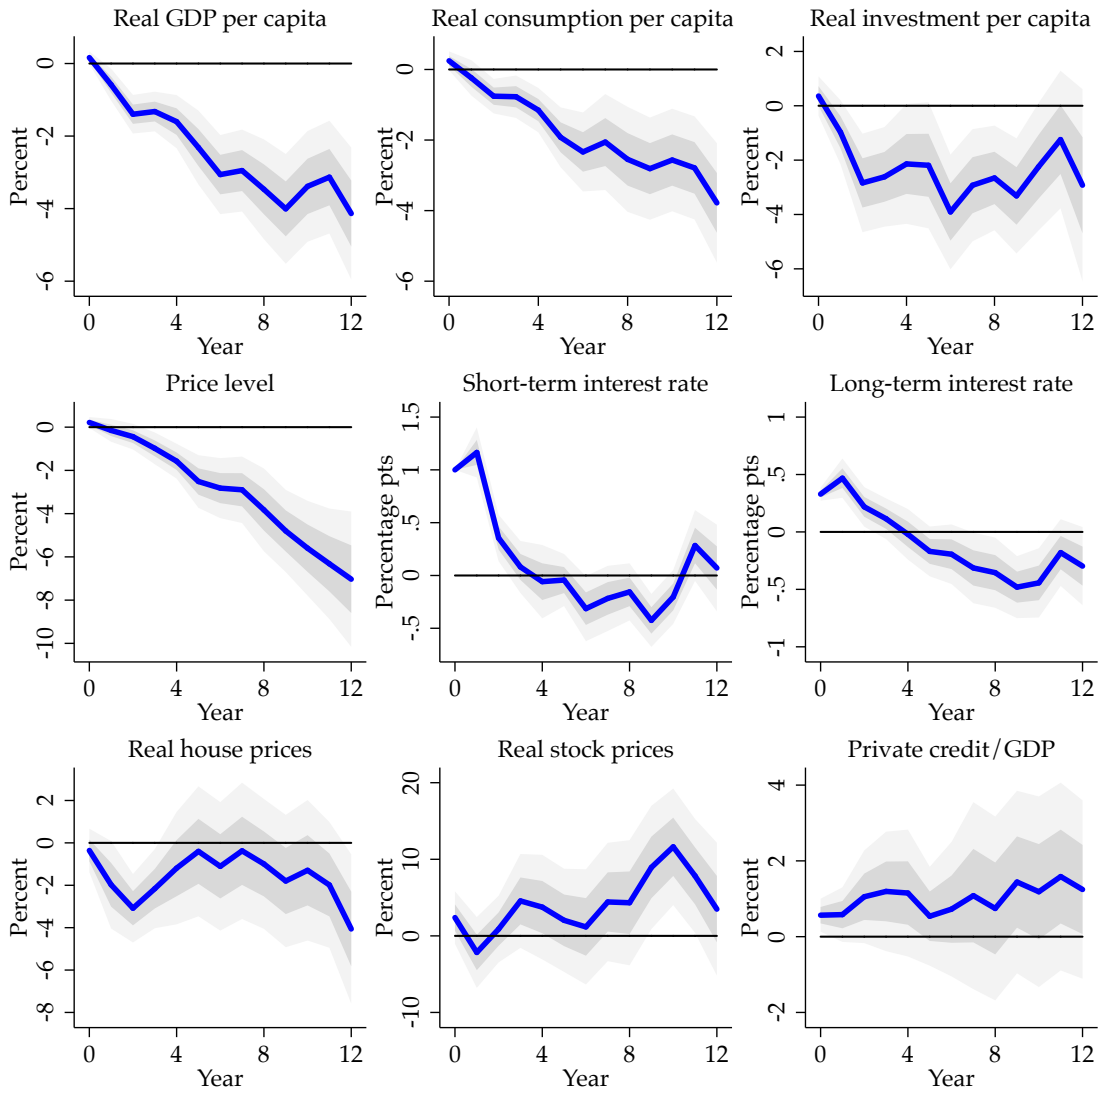 Real GDP per capita
Percent
0
-2
-4
-6
0 4 8 12
Year
Real consumption per capita
Percent
0
-2
-4
-6
0 4 8 12
Year
Real investment per capita
Percent
2
0
-2
-4
-6
0 4 8 12
Year
Price level
Percent
0
-2
-4
-6
-8
-10
0 4 8 12
Year
Short-term interest rate
Percentage pts
1.5
1
.5
0
-.5
0 4 8 12
Year
Long-term interest rate
Percentage pts
1
.5
0
-.5
-1
0 4 8 12
Year
Real house prices
Percent
2
0
-2
-4
-6
-8
0 4 8 12
Year
Real stock prices
Percent
20
10
0
-10
0 4 8 12
Year
Private credit/GDP
Percent
4
2
0
-2
0 4 8 12
Year